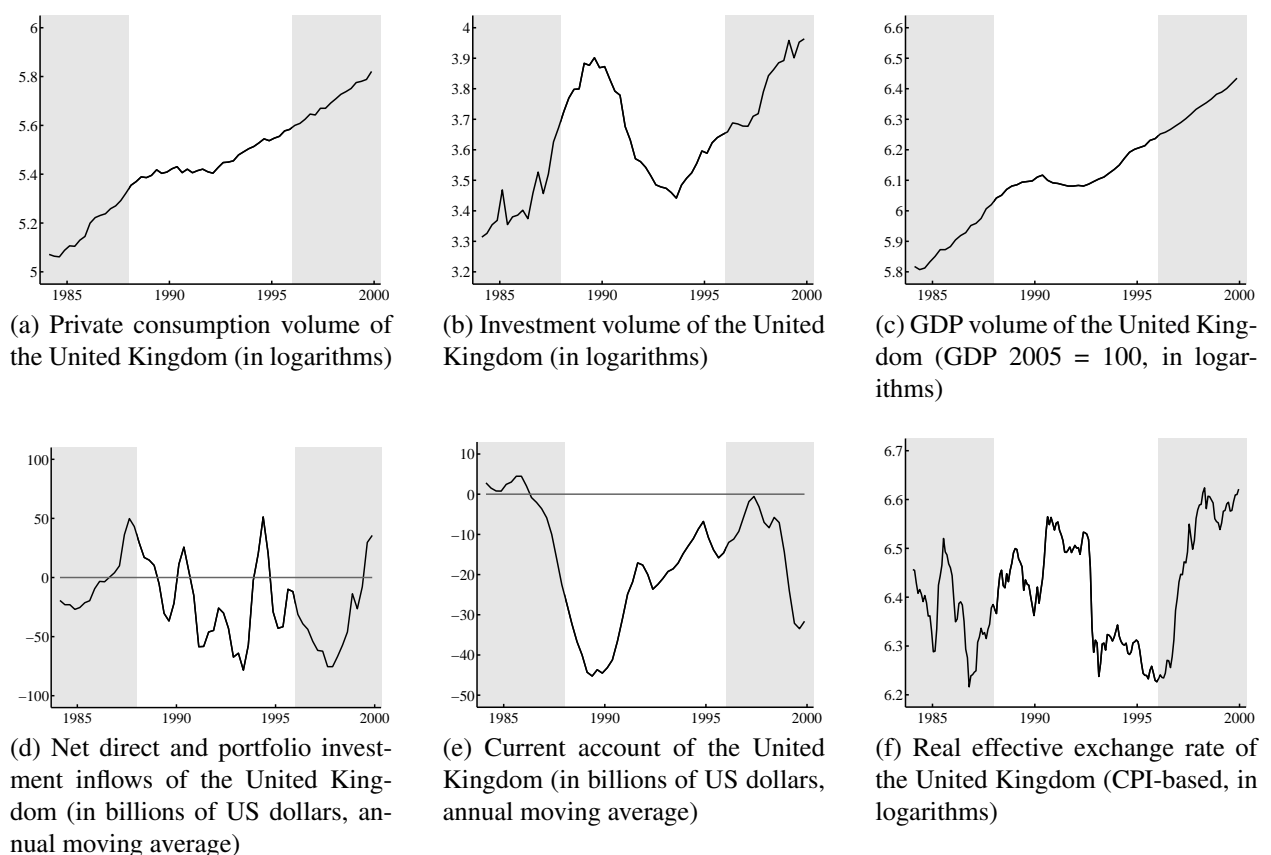 6
5.8
5.6
5.4
5.2
5
1985 1990 1995 2000
(a) Private consumption volume of
the United Kingdom (in logarithms)
4
3.9
3.8
3.7
3.6
3.5
3.4
3.3
3.2
1985 1990 1995 2000
(b) Investment volume of the United
Kingdom (in logarithms)
6.6
6.5
6.4
6.3
6.2
6.1
6
5.9
5.8
1985 1990 1995 2000
(c) GDP volume of the United King-
dom (GDP 2005 = 100, in logar-
ithms)
100
50
0
−50
−100
1985 1990 1995 2000
(d) Net direct and portfolio invest-
ment inflows of the United King-
dom (in billions of US dollars, an-
nual moving average)
10
0
−10
−20
−30
−40
−50
1985 1990 1995 2000
(e) Current account of the United
Kingdom (in billions of US dollars,
annual moving average)
6.7
6.6
6.5
6.4
6.3
6.2
1985 1990 1995 2000
(f) Real effective exchange rate of
the United Kingdom (CPI-based, in
logarithms)